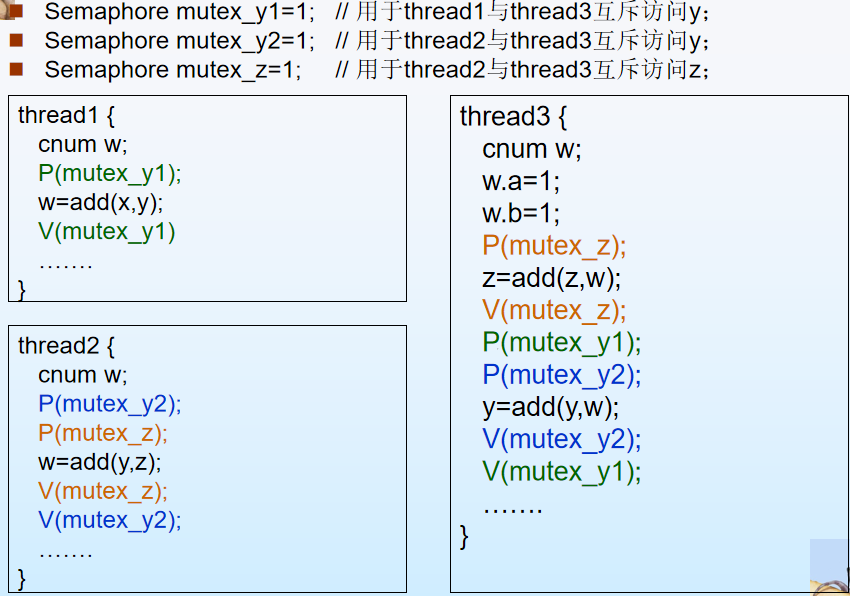 Semaphore mutex_y1=1; // 用于thread1与thread3互斥访问y;
Semaphore mutex_y2=1; // 用于thread2与thread3互斥访问y;
Semaphore mutex_z=1; // 用于thread2与thread3互斥访问z;
thread1 {
cnum w;
P(mutex_y1);
w=add(x,y);
V(mutex_y1)
…….
}
thread2 {
cnum w;
P(mutex_y2);
P(mutex_z);
w=add(y,z);
V(mutex_z);
V(mutex_y2);
…….
}
thread3 {
cnum w;
w.a=1;
w.b=1;
P(mutex_z);
z=add(z,w);
V(mutex_z);
P(mutex_y1);
P(mutex_y2);
y=add(y,w);
V(mutex_y2);
V(mutex_y1);
…….
}